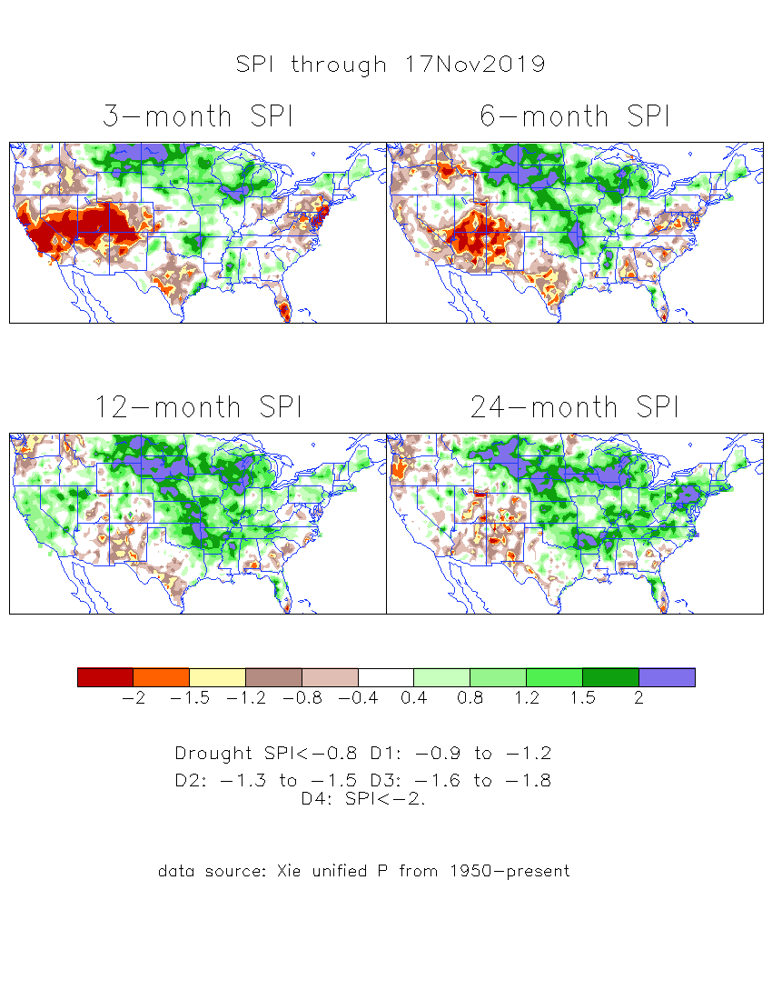 SPI through 17Nov2019
3-month SPI
6-month SPI
12-month SPI
24-month SPI
-2 -1.5 -1.2 -0.8 -0.4 0.4 0.8 1.2 1.5 2
Drought SPI<-0.8 D1: -0.9 to -1.2
D2: -1.3 to -1.5 D3: -1.6 to -1.8
D4: SPI<-2.
data source: Xie unified P from 1950-present